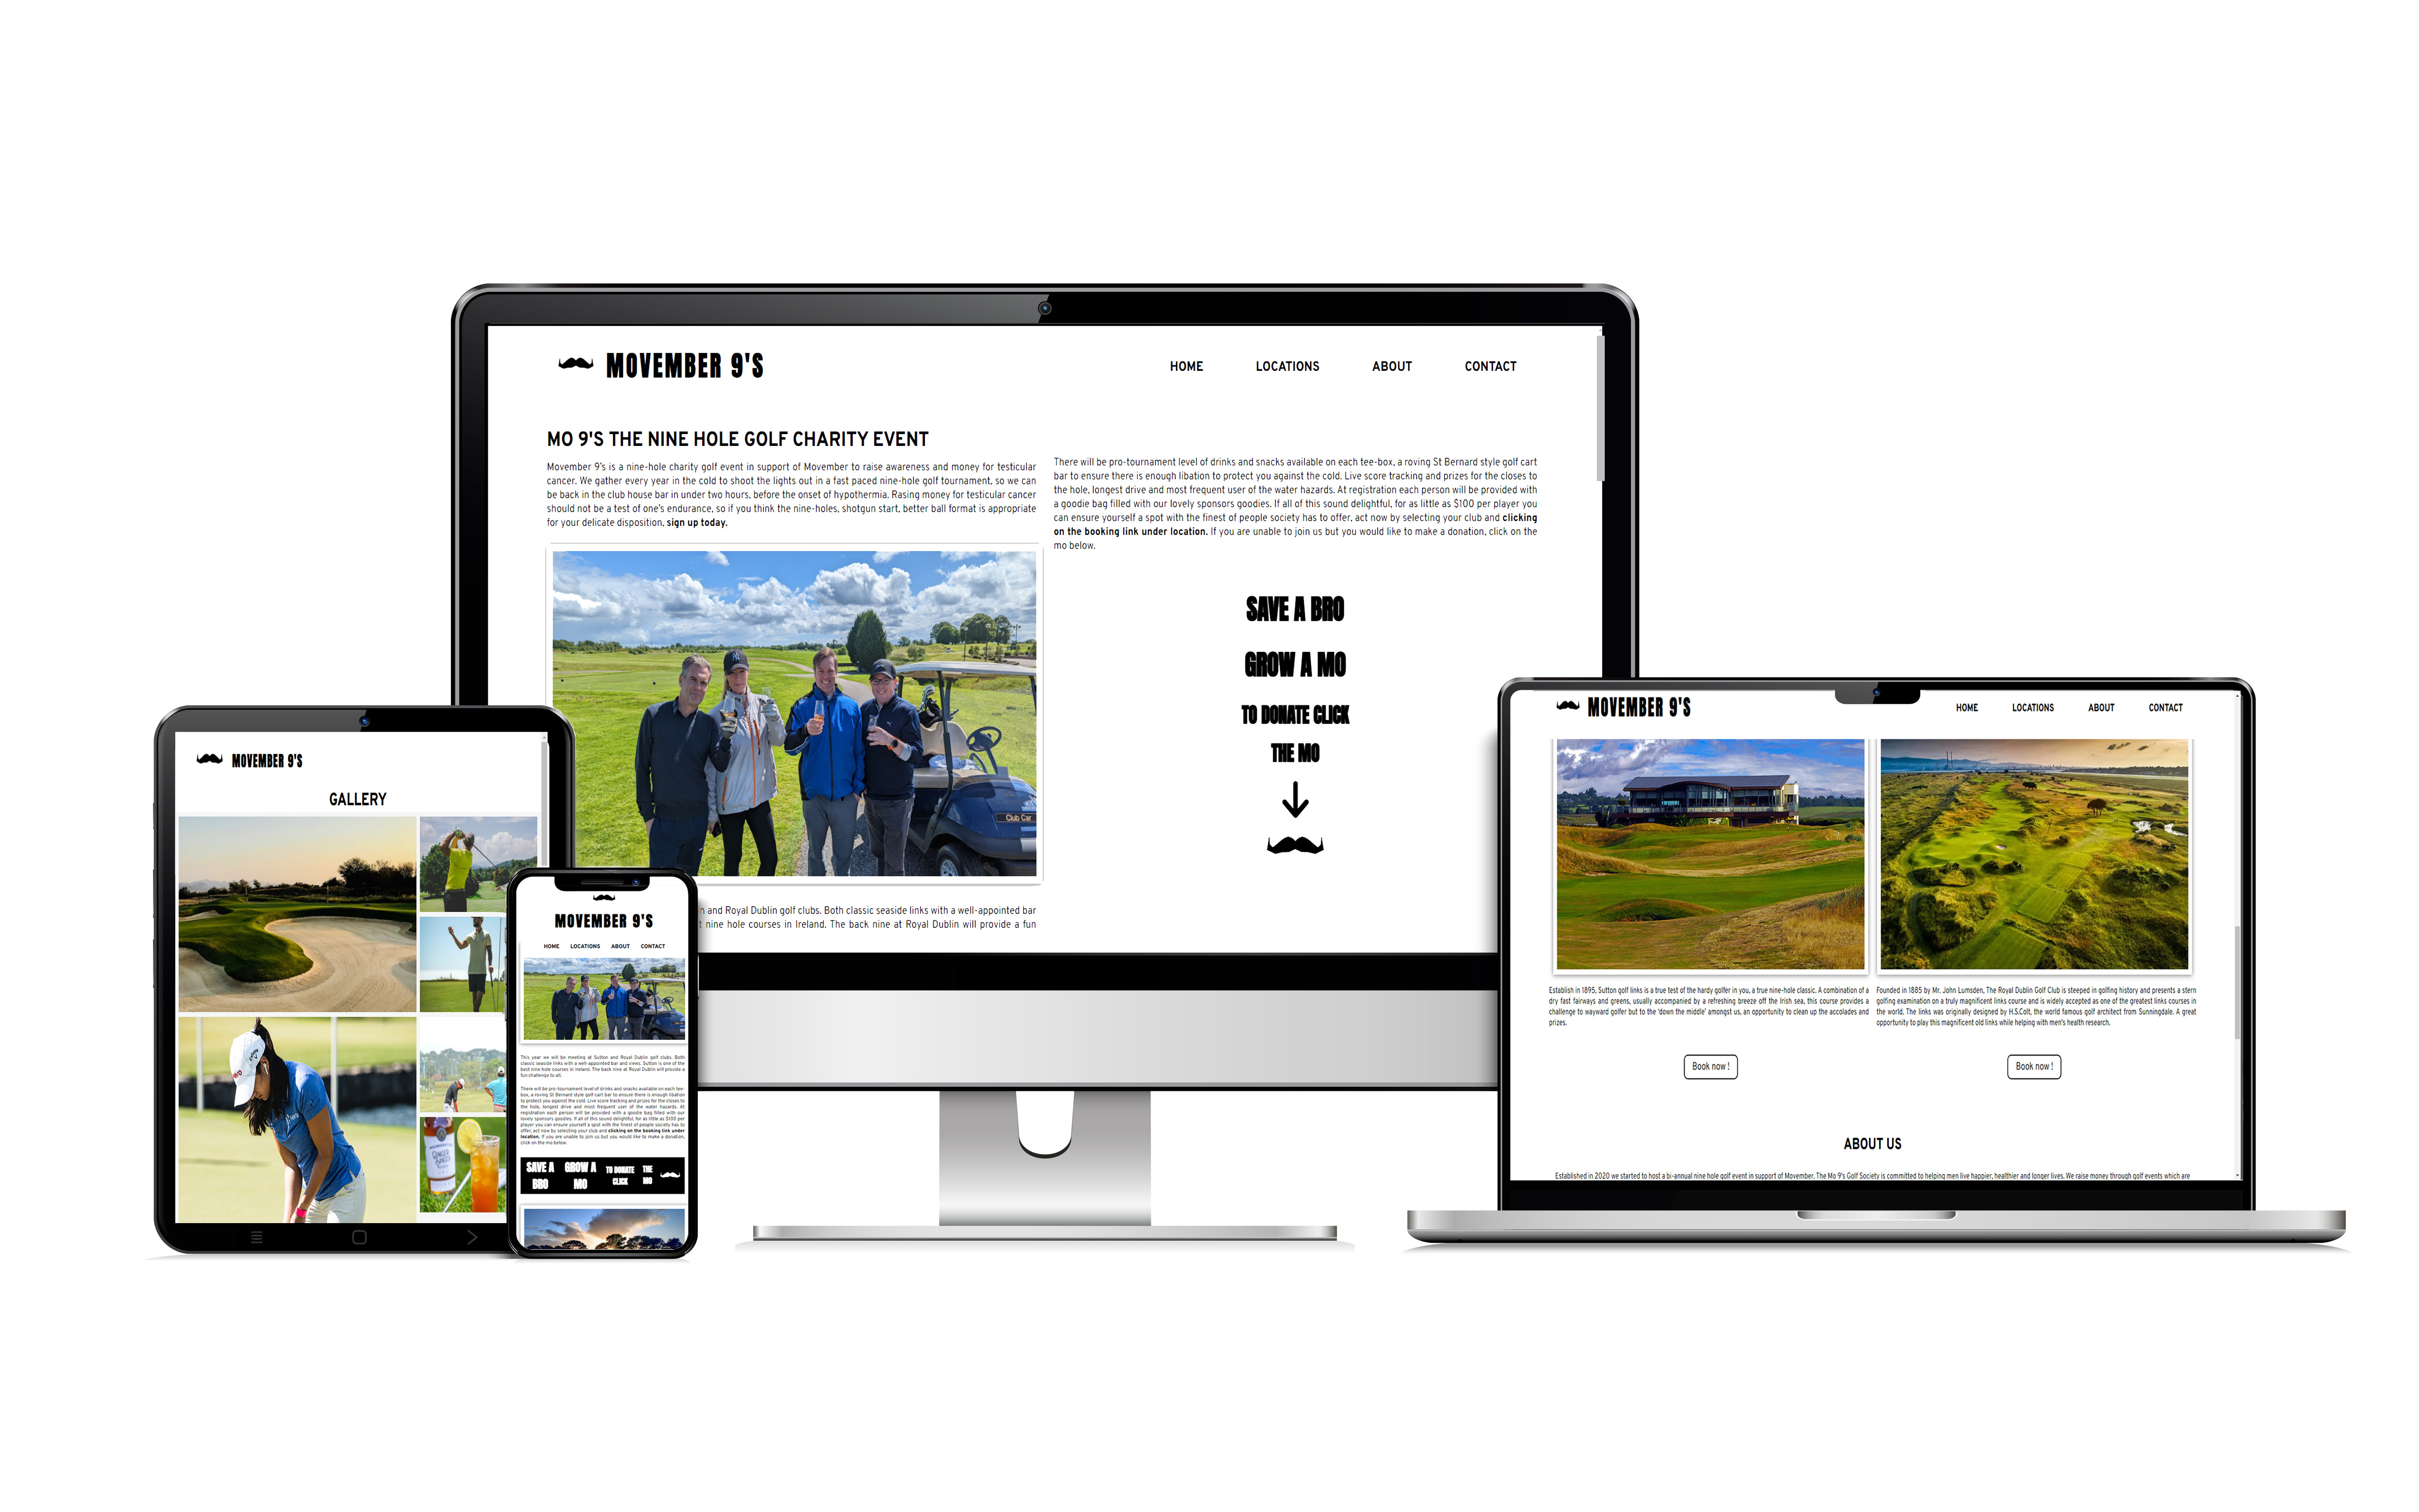 MOVEMBER 9'S
HOME LOCATIONS ABOUT CONTACT
MO 9'S THE NINE HOLE GOLF CHARITY EVENT
Movember 9's is a nine-hole charity golf event in support of Movember to raise awareness and money for testicular
cancer. We gather every year in the cold to shoot the lights out in a fast paced nine-hole golf tournament, so we can
be back in the club house bar in under two hours, before the onset of hypothermia. Rasing money for testicular cancer
should not be a test of one's endurance, so if you think the nine-holes, shotgun start, better ball format is appropriate
for your delicate disposition, sign up today.
Club Car
n and Royal Dublin golf clubs. Both classic seaside links with a well-appointed bar
t nine hole courses in Ireland. The back nine at Royal Dublin will provide a fun
There will be pro-tournament level of drinks and snacks available on each tee-box, a roving St Bernard style golf cart
bar to ensure there is enough libation to protect you against the cold. Live score tracking and prizes for the closes to
the hole, longest drive and most frequent user of the water hazards. At registration each person will be provided with
a goodie bag filled with our lovely sponsors goodies. If all of this sound delightful, for as little as $100 per player you
can ensure yourself a spot with the finest of people society has to offer, act now by selecting your club and clicking
on the booking link under location. If you are unable to join us but you would like to make a donation, click on the
mo below.
SAVE A BRO
GROW A MO
TO DONATE CLICK
THE MO
MOVEMBER 9'S
GALLERY
GINGER
MOVEMBER 9'S
HOME LOCATIONS ABOUT CONTACT
This year we will be meeting at Sutton and Royal Dublin golf clubs. Both
classic seaside links with a well-appointed bar and views. Sutton is one of the
best nine hole courses in Ireland. The back nine at Royal Dublin will provide a
fun challenge to all.
There will be pro-tournament level of drinks and snacks available on each tee-
box, a roving St Bernard style golf cart bar to ensure there is enough libation
to protect you against the cold. Live score tracking and prizes for the closes to
the hole, longest drive and most frequent user of the water hazards. At
registration each person will be provided with a goodie bag filled with our
lovely sponsors goodies. If all of this sound delightful, for as little as $100 per
player you can ensure yourself a spot with the finest of people society has to
offer, act now by selecting your club and clicking on the booking link under
location. If you are unable to join us but you would like to make a donation,
click on the mo below.
SAVE A GROW A TO DONATE THE
BRO MO CLICK MO
MOVEMBER 9'S
HOME LOCATIONS ABOUT CONTACT
Establish in 1895, Sutton golf links is a true test of the hardy golfer in you, a true nine-hole classic. A combination of a
dry fast fairways and greens, usually accompanied by a refreshing breeze off the Irish sea, this course provides a
challenge to wayward golfer but to the 'down the middle' amongst us, an opportunity to clean up the accolades and
prizes.
Book now !
Founded in 1885 by Mr. John Lumsden, The Royal Dublin Golf Club is steeped in golfing history and presents a stern
golfing examination on a truly magnificent links course and is widely accepted as one of the greatest links courses in
the world. The links was originally designed by H.S.Colt, the world famous golf architect from Sunningdale. A great
opportunity to play this magnificent old links while helping with men's health research.
Book now !
ABOUT US
Established in 2020 we started to host a bi-annual nine hole golf event in support of Movember. The Mo 9's Golf Society is committed to helping men live happier, healthier and longer lives. We raise money through golf events which are